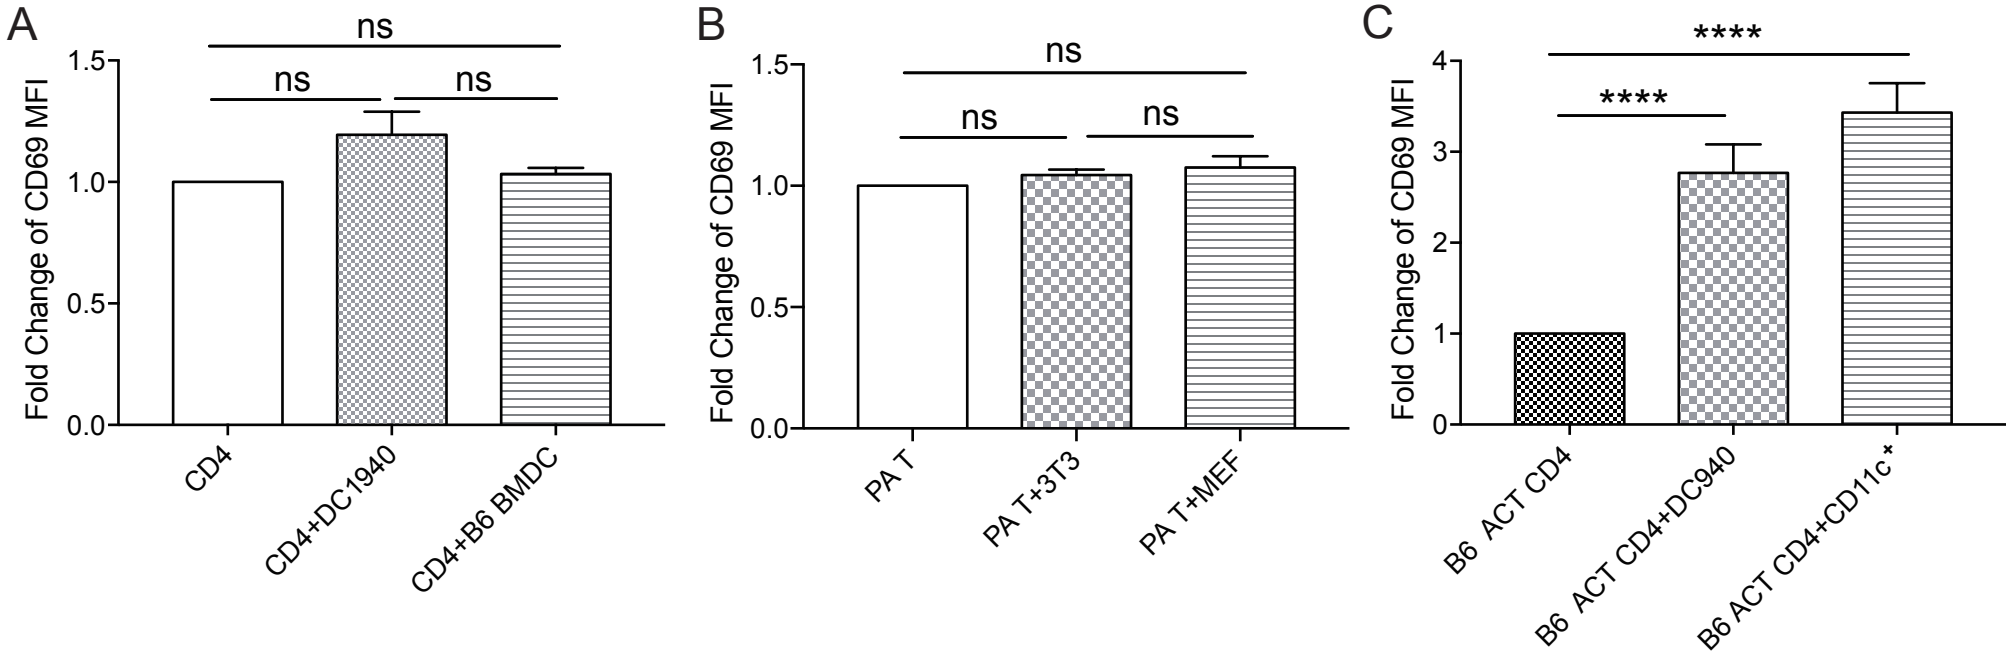 A
ns
ns
ns
Fold Change of CD69 MFI
1.5
1.0
0.5
0.0
CD4
CD4+DC1940
CD4+B6 BMDC
B
ns
ns
ns
Fold Change of CD69 MFI
1.5
1.0
0.5
0.0
PA T
PA T+3T3
PA T+MEF
C
****
****
Fold Change of CD69 MFI
4
3
2
1
0
B6 ACT CD4
B6 ACT CD4+DC940
B6 ACT CD4+CD11c⁺